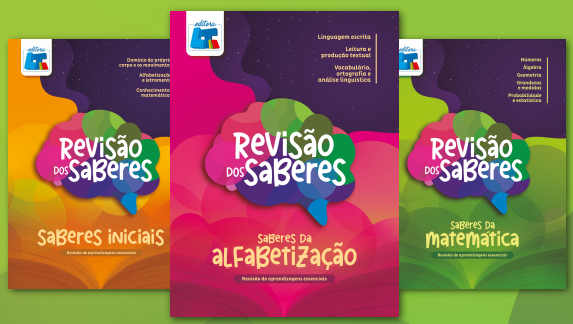 editora
Domínio do próprio
corpo e do movimento
Alfabetização
e letramento
Conhecimento
matemático
Revisão
dos Saberes
Saberes iniciais
Revisão de aprendizagens essenciais
editora
Linguagem escrita
Leitura e
produção textual
Vocabulário,
ortografia e
análise linguística
Revisão
dos Saberes
Saberes da
alfabetização
Revisão de aprendizagens essenciais
Números
Álgebra
Geometria
Grandezas
e medidas
Probabilidade
e estatística
Revisão
dos Saberes
Saberes da
matemática
Revisão de aprendizagens essenciais